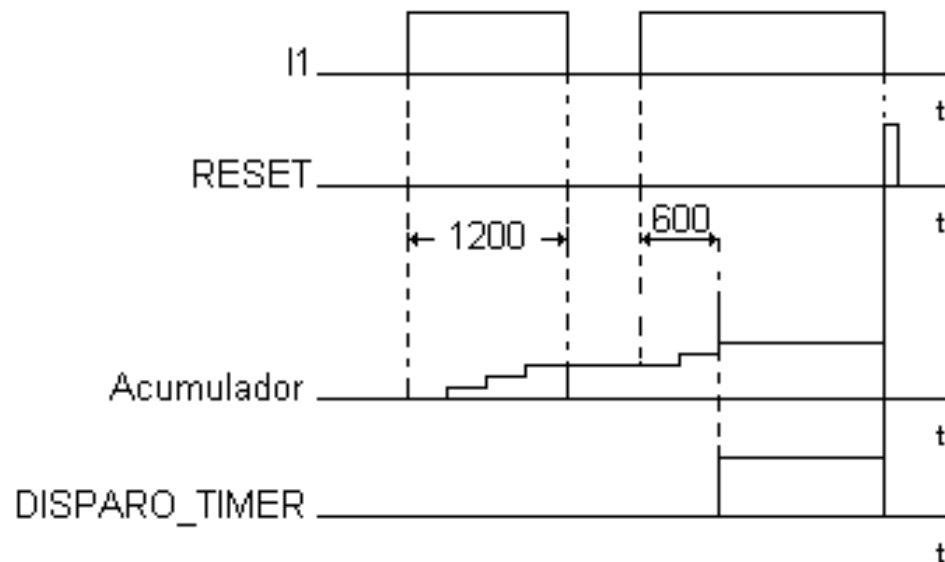 I1
t
RESET
t
1200
600
Acumulador
t
DISPARO_TIMER
t